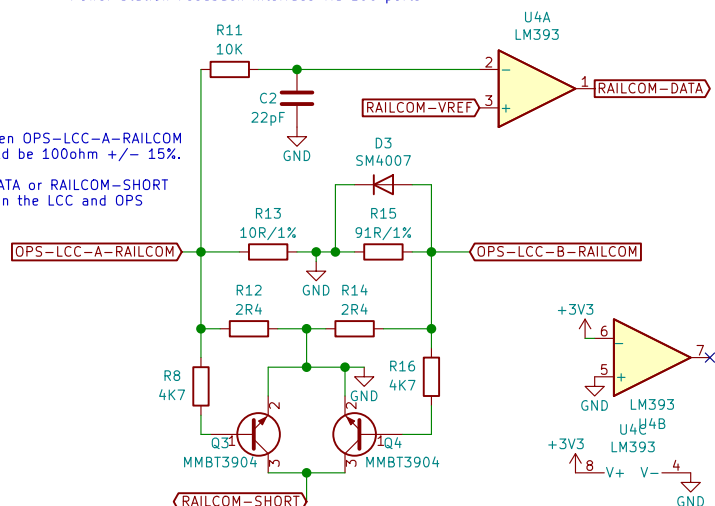 U4A
LM393
R11
10K
2
−
1
RAILCOM-DATA
RAILCOM-VREF
3
+
C2
22pF
GND
en OPS-LCC-A-RAILCOM
d be 100ohm +/− 15%.
D3
SM4007
ATA or RAILCOM-SHORT
n the LCC and OPS
R13
10R/1%
R15
91R/1%
OPS-LCC-A-RAILCOM
OPS-LCC-B-RAILCOM
GND
R12
2R4
R14
2R4
+3V3
6
−
7
5
+
GND
R8
4K7
R16
4K7
GND
2
2
LM393
U4B
Q3
1
1
Q4
MMBT3904
MMBT3904
3
3
U4C
LM393
+3V3
8
V+
V−
4
GND
RAILCOM-SHORT